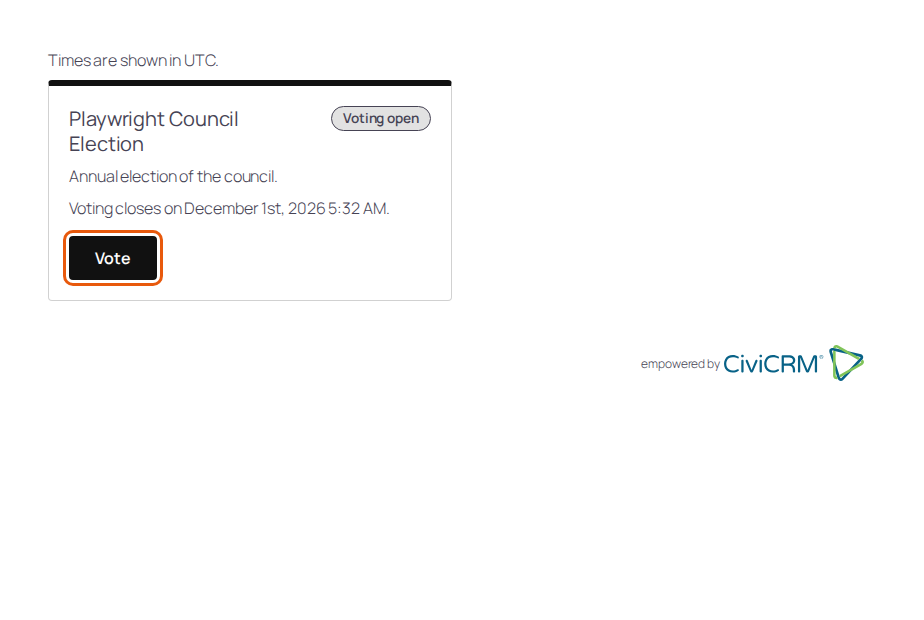 Times are shown in UTC.
Playwright Council
Election
Voting open
Annual election of the council.
Voting closes on December 1st, 2026 5:32 AM.
Vote
empowered by CiviCRM®